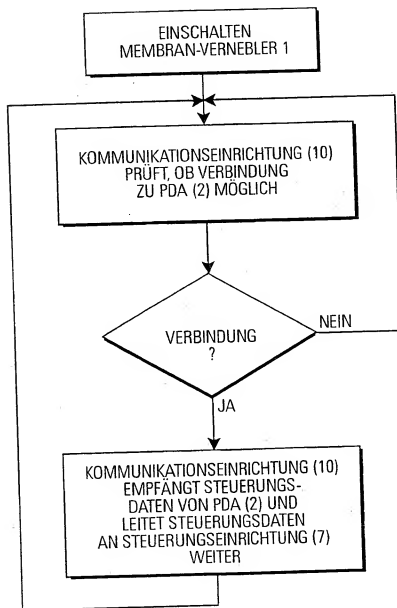 EINSCHALTEN
MEMBRAN-VERNEBLER 1
KOMMUNIKATIONSEINRICHTUNG (10)
PRÜFT, OB VERBINDUNG
ZU PDA (2) MÖGLICH
VERBINDUNG
?
NEIN
JA
KOMMUNIKATIONSEINRICHTUNG (10)
EMPFÄNGT STEUERUNGS-
DATEN VON PDA (2) UND
LEITET STEUERUNGSDATEN
AN STEUERUNGSEINRICHTUNG (7)
WEITER